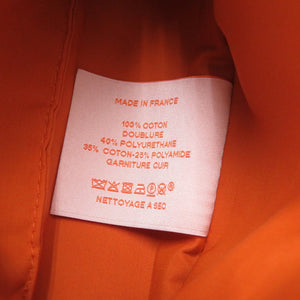 MADE IN FRANCE
100% COTON
DOUBLURE
40% POLYURETHANE
35% COTON-25% POLYAMIDE
GARNITURE CUIR
NETTOYAGE A SEC